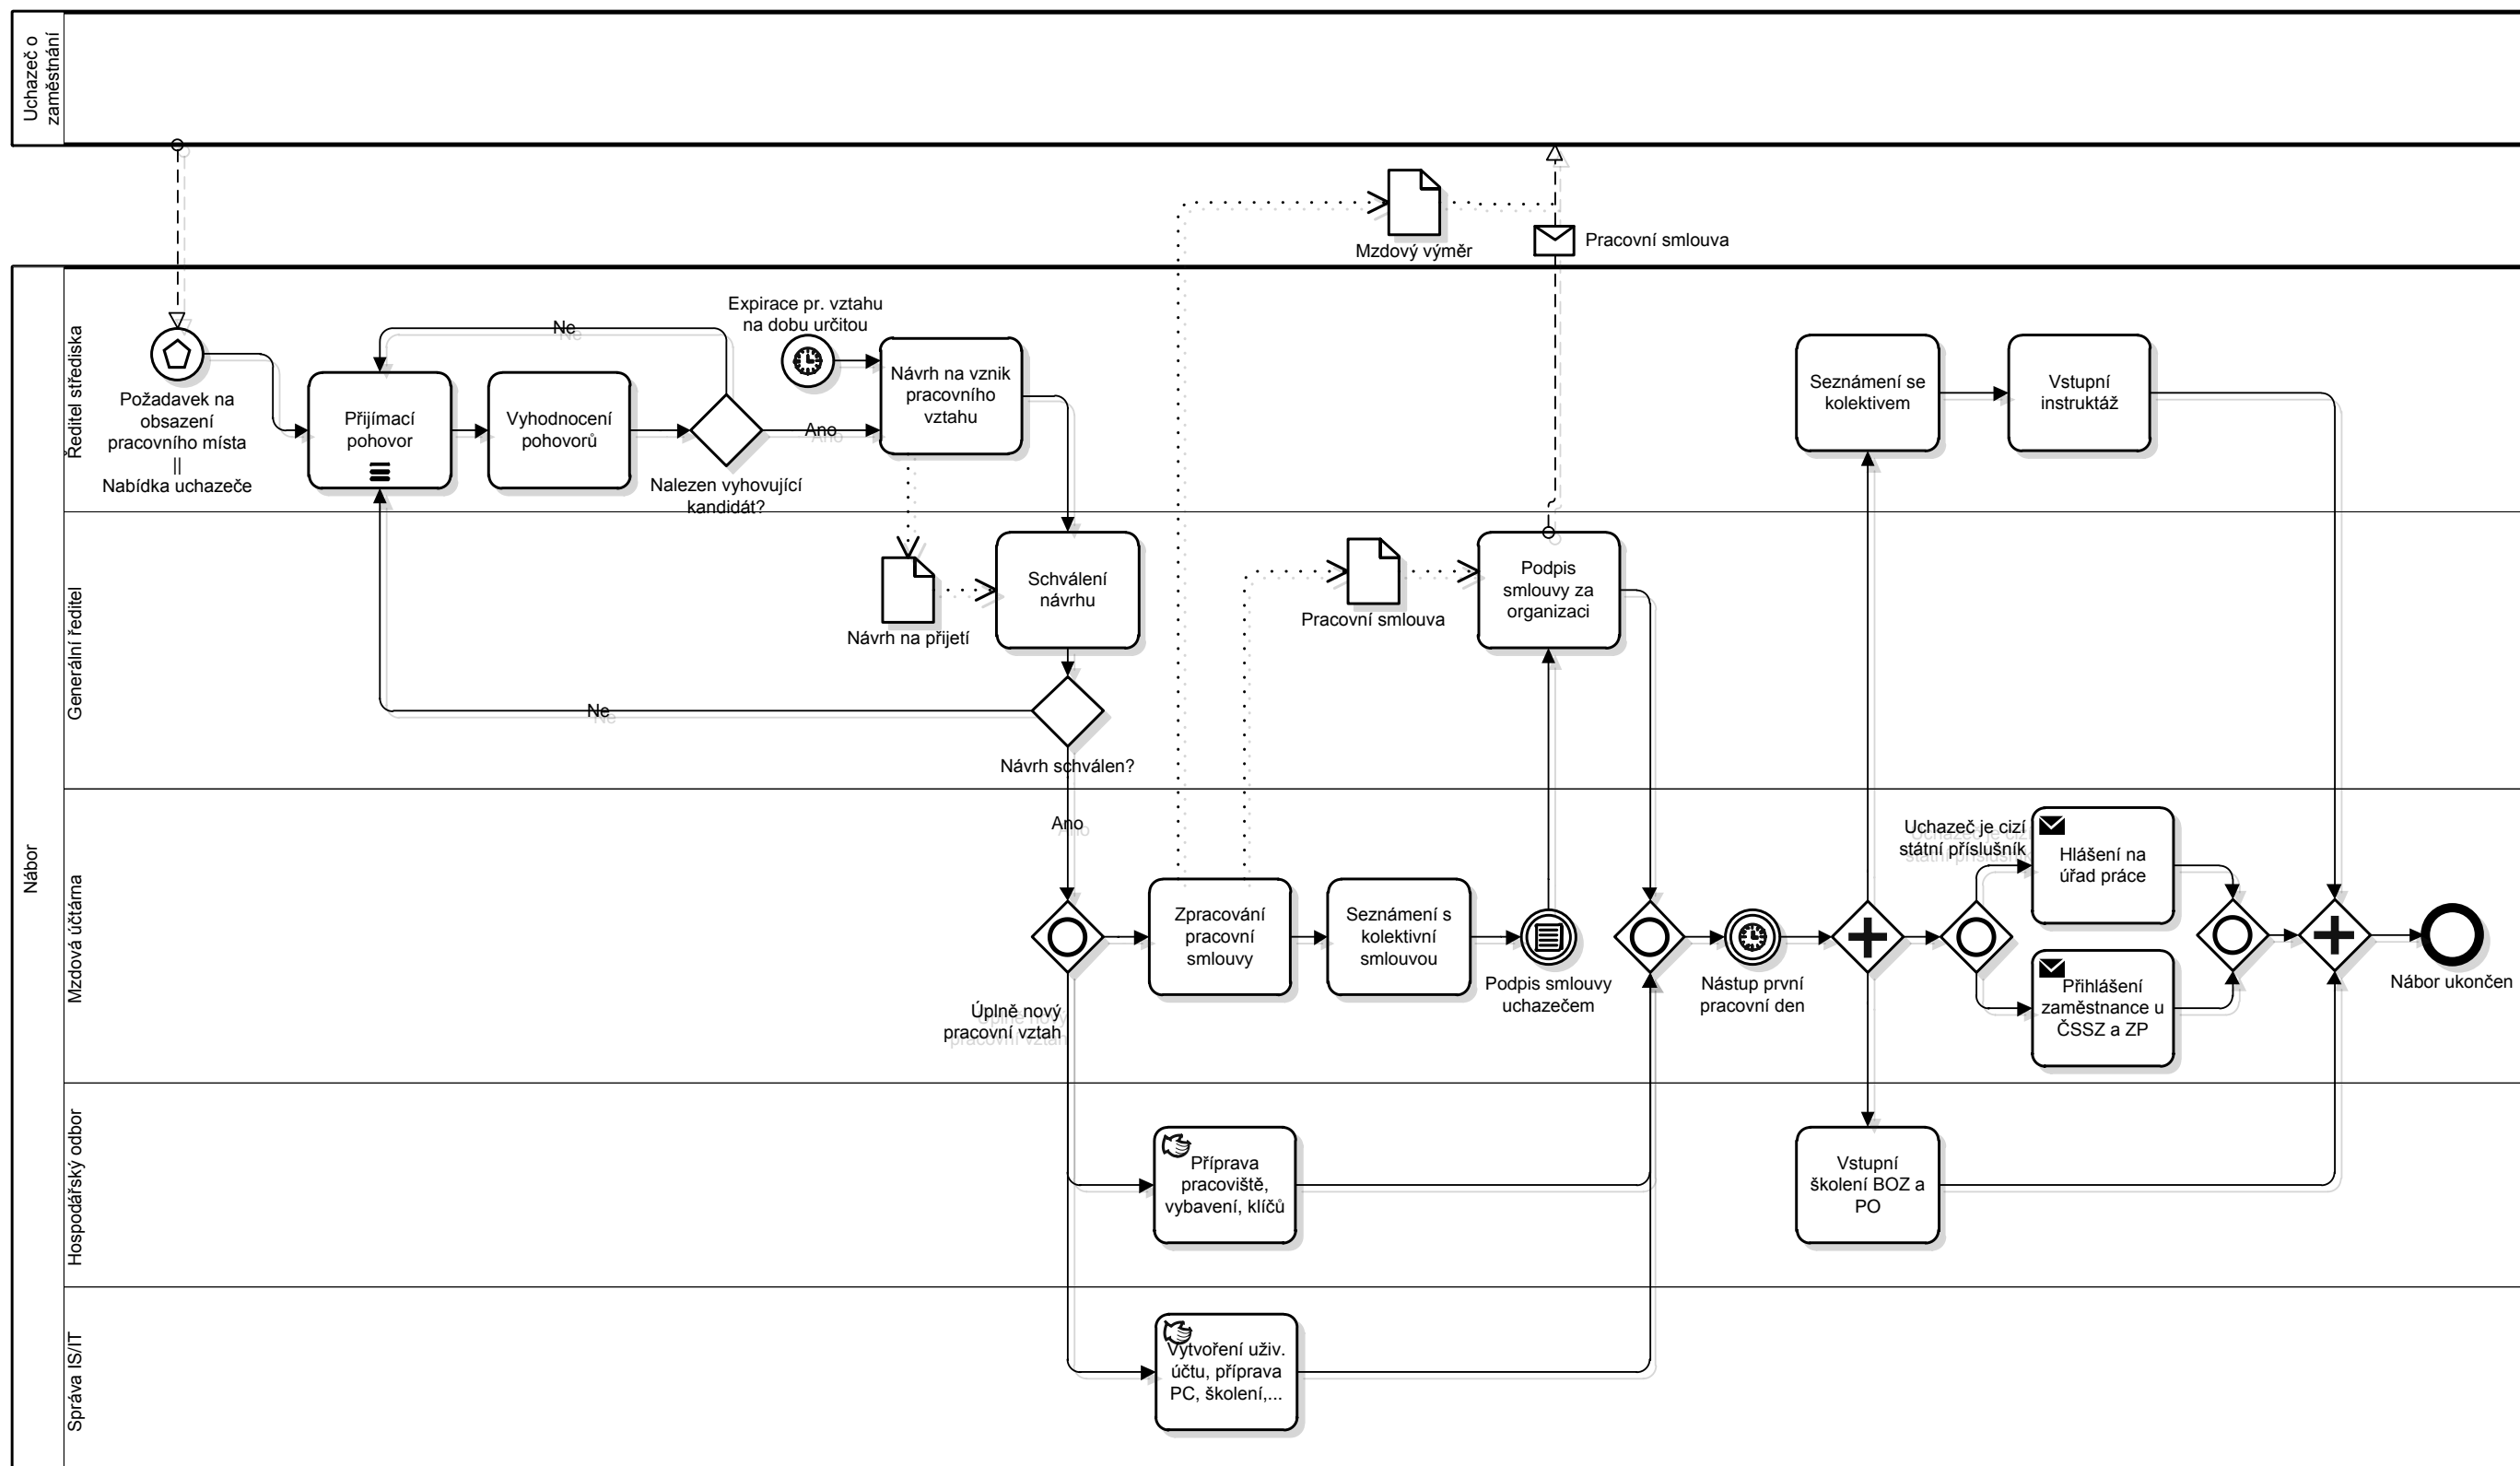 Uchazeč o
zaměstnání
Mzdový výměr
Pracovní smlouva
Nábor
Ředitel střediska
Požadavek na
obsazení
pracovního místa
||
Nabídka uchazeče
Přijímací
pohovor
Vyhodnocení
pohovorů
Ne
Nalezen vyhovující
kandidát?
Ano
Expirace pr. vztahu
na dobu určitou
Návrh na vznik
pracovního
vztahu
Seznámení se
kolektivem
Vstupní
instruktáž
Generální ředitel
Návrh na přijetí
Schválení
návrhu
Ne
Návrh schválen?
Pracovní smlouva
Podpis
smlouvy za
organizaci
Mzdová účtárna
Ano
Úplně nový
pracovní vztah
Zpracování
pracovní
smlouvy
Seznámení s
kolektivní
smlouvou
Podpis smlouvy
uchazečem
Nástup první
pracovní den
Uchazeč je cizí
státní příslušník
Hlášení na
úřad práce
Přihlášení
zaměstnance u
ČSSZ a ZP
Nábor ukončen
Hospodářský odbor
Příprava
pracoviště,
vybavení, klíčů
Vstupní
školení BOZ a
PO
Správa IS/IT
Vytvoření uživ.
účtu, příprava
PC, školení,...